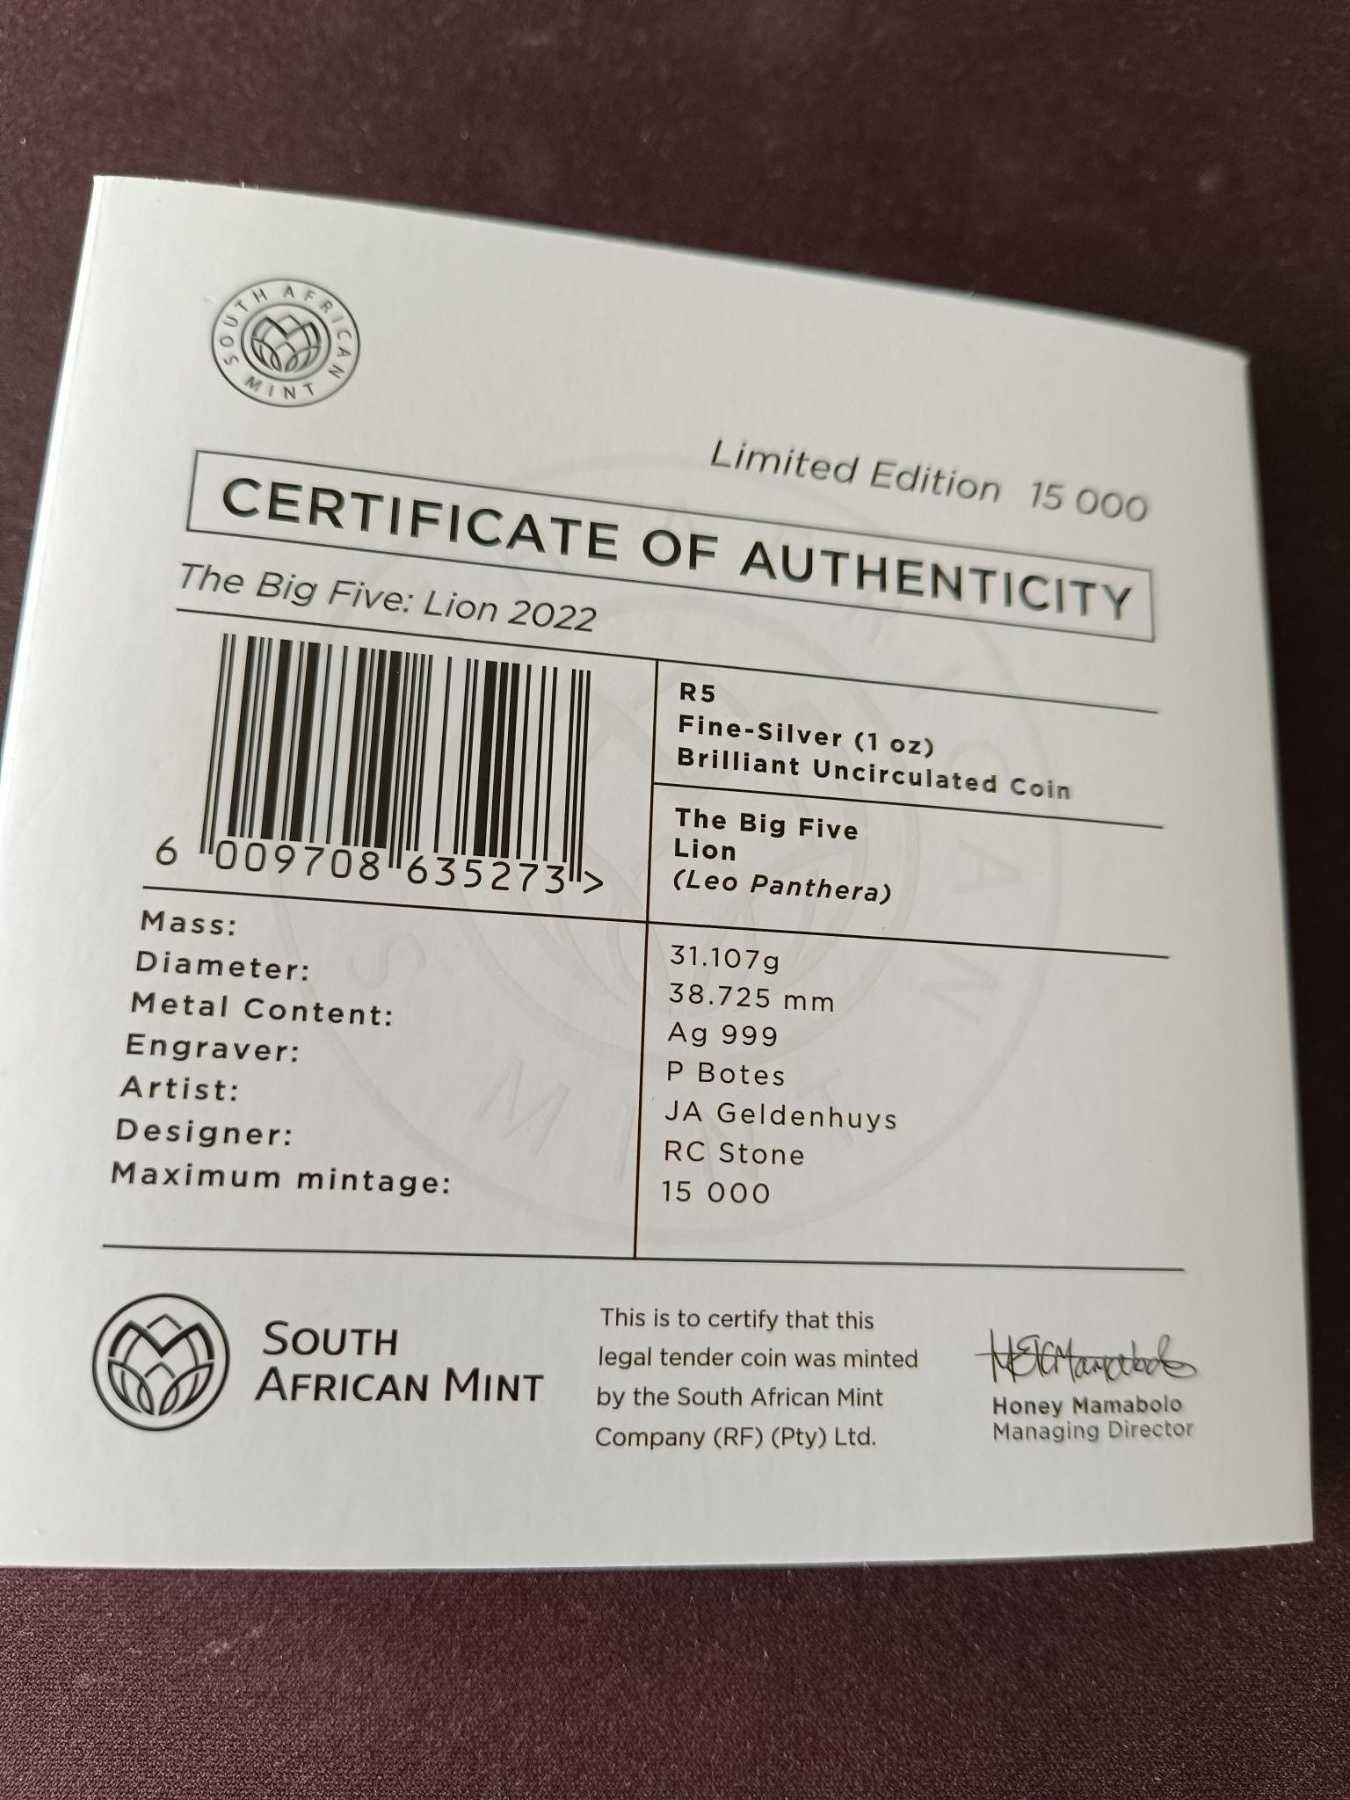 SOUTH AFRICAN MINT
Limited Edition 15 000
CERTIFICATE OF AUTHENTICITY
The Big Five: Lion 2022
6 009708 635273 >
R5
Fine-Silver (1 oz)
Brilliant Uncirculated Coin
The Big Five
Lion
(Leo Panthera)
Mass: 31.107g
Diameter: 38.725 mm
Metal Content: Ag 999
Engraver: P Botes
Artist: JA Geldenhuys
Designer: RC Stone
Maximum mintage: 15 000
SOUTH
AFRICAN MINT
This is to certify that this
legal tender coin was minted
by the South African Mint
Company (RF) (Pty) Ltd.
Honey Mamabolo
Managing Director